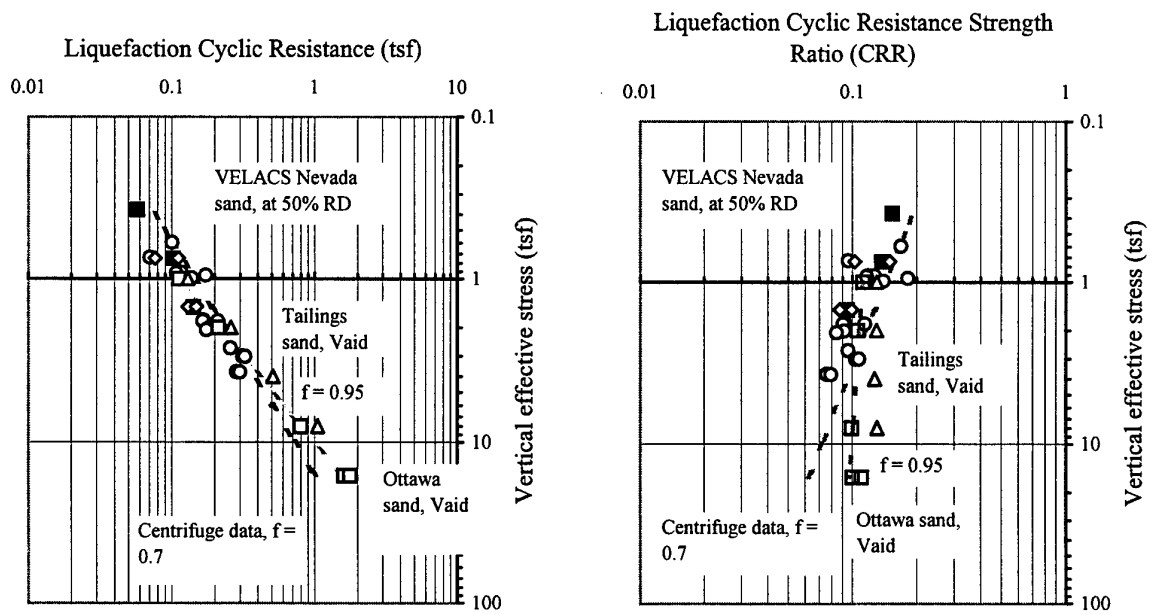 Liquefaction Cyclic Resistance (tsf)
0.01 0.1 1 10
0.1
VELACS Nevada
sand, at 50% RD
1
Tailings
sand, Vaid
f = 0.95
10
Ottawa
sand, Vaid
Centrifuge data, f =
0.7
100
Vertical effective stress (tsf)
Liquefaction Cyclic Resistance Strength
Ratio (CRR)
0.01 0.1 1
0.1
VELACS Nevada
sand, at 50% RD
1
Tailings
sand, Vaid
10
f = 0.95
Ottawa sand,
Vaid
Centrifuge data, f =
0.7
100
Vertical effective stress (tsf)